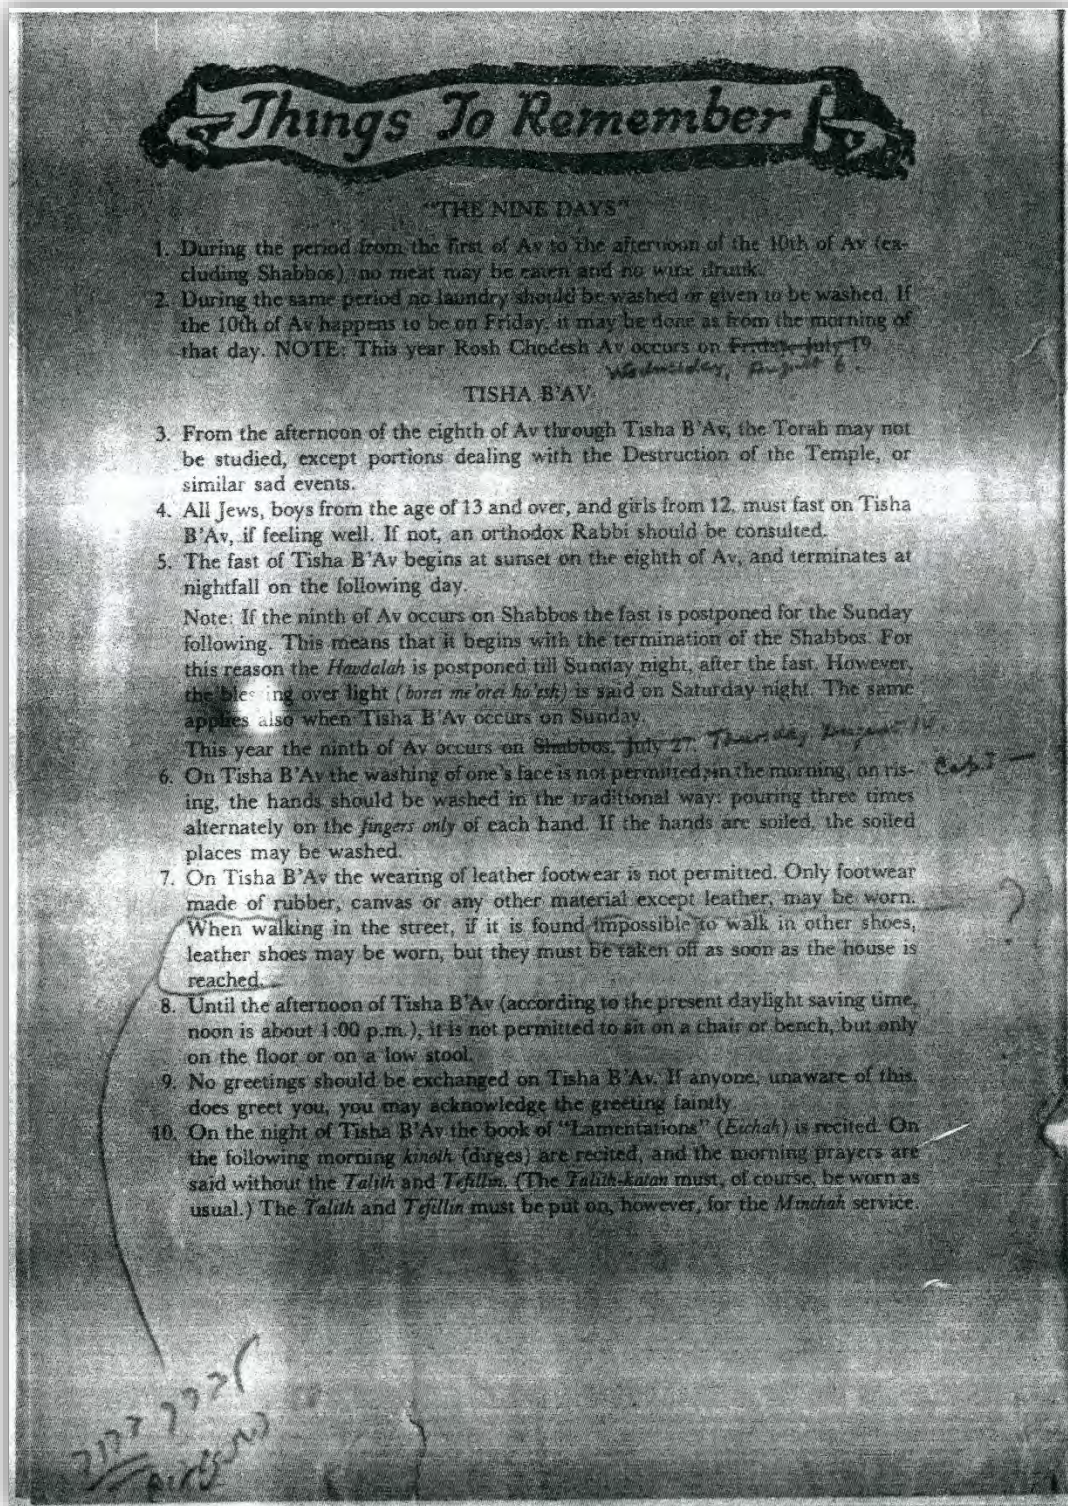 Things To Remember
"THE NINE DAYS"
1. During the period from the first of Av to the afternoon of the 10th of Av (ex-
cluding Shabbos), no meat may be eaten and no wine drunk.
2. During the same period no laundry should be washed or given to be washed. If
the 10th of Av happens to be on Friday, it may be done as from the morning of
that day. NOTE: This year Rosh Chodesh Av occurs on Friday July 19
Wednesday, August 6.
TISHA B'AV
3. From the afternoon of the eighth of Av through Tisha B'Av, the Torah may not
be studied, except portions dealing with the Destruction of the Temple, or
similar sad events.
4. All Jews, boys from the age of 13 and over, and girls from 12, must fast on Tisha
B'Av, if feeling well. If not, an orthodox Rabbi should be consulted.
5. The fast of Tisha B'Av begins at sunset on the eighth of Av, and terminates at
nightfall on the following day.
Note: If the ninth of Av occurs on Shabbos the fast is postponed for the Sunday
following. This means that it begins with the termination of the Shabbos. For
this reason the Havdalah is postponed till Sunday night, after the fast. However,
the blessing over light (borei me'orei ho'esh) is said on Saturday night. The same
applies also when Tisha B'Av occurs on Sunday.
This year the ninth of Av occurs on Shabbos, July 27. Thursday August 14
6. On Tisha B'Av the washing of one's face is not permitted; in the morning, on ris-
ing, the hands should be washed in the traditional way: pouring three times
alternately on the fingers only of each hand. If the hands are soiled, the soiled
places may be washed.
7. On Tisha B'Av the wearing of leather footwear is not permitted. Only footwear
made of rubber, canvas or any other material except leather, may be worn. ?
When walking in the street, if it is found impossible to walk in other shoes,
leather shoes may be worn, but they must be taken off as soon as the house is
reached.
8. Until the afternoon of Tisha B'Av (according to the present daylight saving time,
noon is about 1:00 p.m.), it is not permitted to sit on a chair or bench, but only
on the floor or on a low stool.
9. No greetings should be exchanged on Tisha B'Av. If anyone, unaware of this,
does greet you, you may acknowledge the greeting faintly.
10. On the night of Tisha B'Av the book of "Lamentations" (Eichah) is recited. On
the following morning kinoth (dirges) are recited, and the morning prayers are
said without the Talith and Tefillin. (The Talith-katan must, of course, be worn as
usual.) The Talith and Tefillin must be put on, however, for the Minchah service.